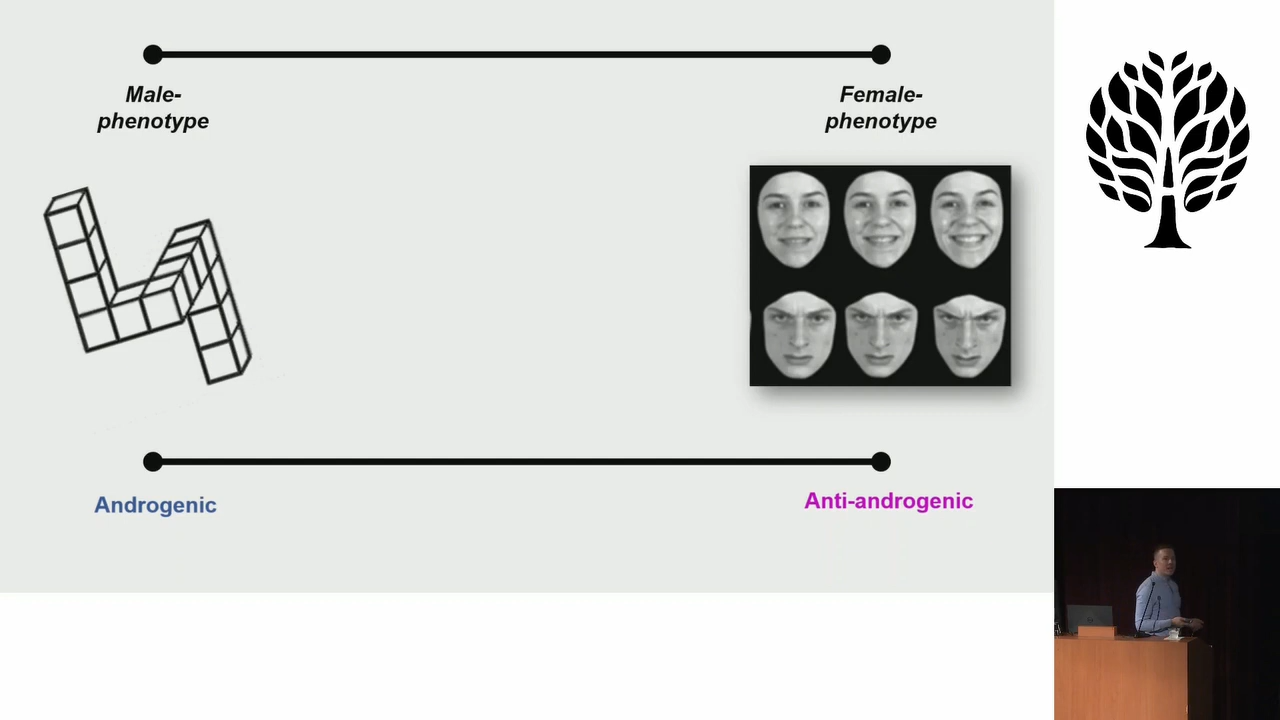 Male-
phenotype
Female-
phenotype
Androgenic
Anti-androgenic